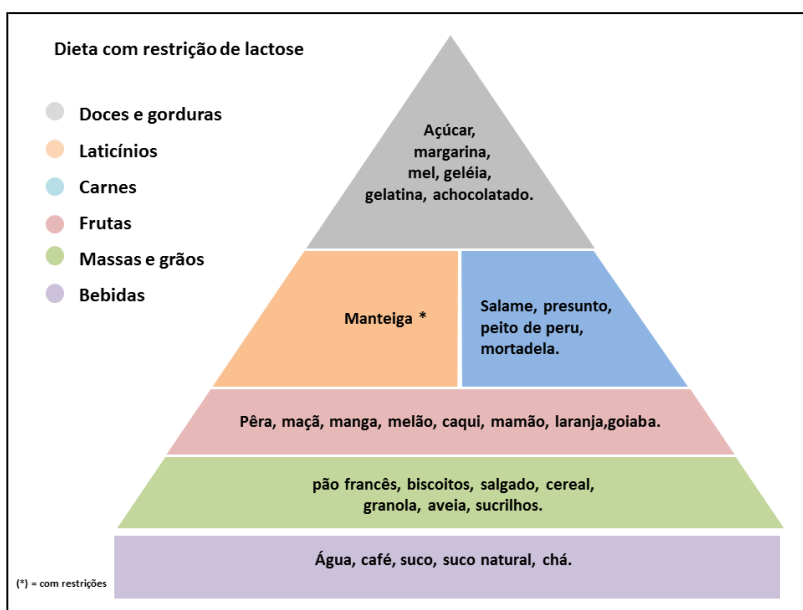 Dieta com restrição de lactose
Doces e gorduras
Laticínios
Carnes
Frutas
Massas e grãos
Bebidas
Açúcar,
margarina,
mel, geléia,
gelatina, achocolatado.
Manteiga *
Salame, presunto,
peito de peru,
mortadela.
Pêra, maçã, manga, melão, caqui, mamão, laranja,goiaba.
pão francês, biscoitos, salgado, cereal,
granola, aveia, sucrilhos.
Água, café, suco, suco natural, chá.
(*) = com restrições